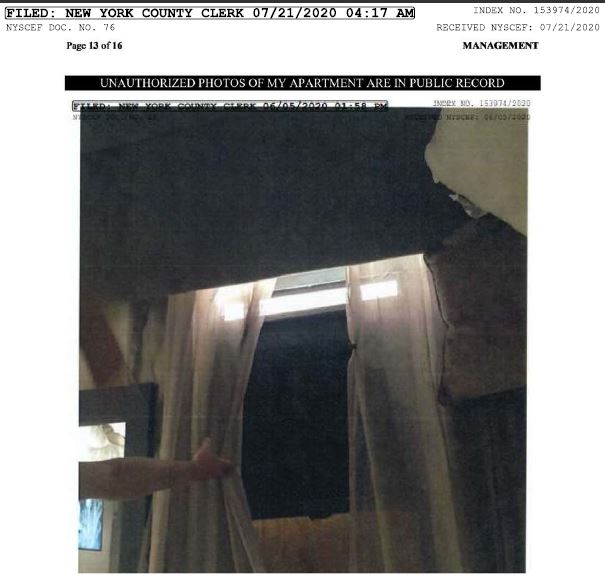 FILED: NEW YORK COUNTY CLERK 07/21/2020 04:17 AM
INDEX NO. 153974/2020
NYSCEF DOC. NO. 76
RECEIVED NYSCEF: 07/21/2020
Page 13 of 16
MANAGEMENT
UNAUTHORIZED PHOTOS OF MY APARTMENT ARE IN PUBLIC RECORD
FILED: NEW YORK COUNTY CLERK 06/05/2020 01:58 PM
INDEX NO. 153974/2020
NYSCEF DOC. NO.
RECEIVED NYSCEF: 06/05/2020